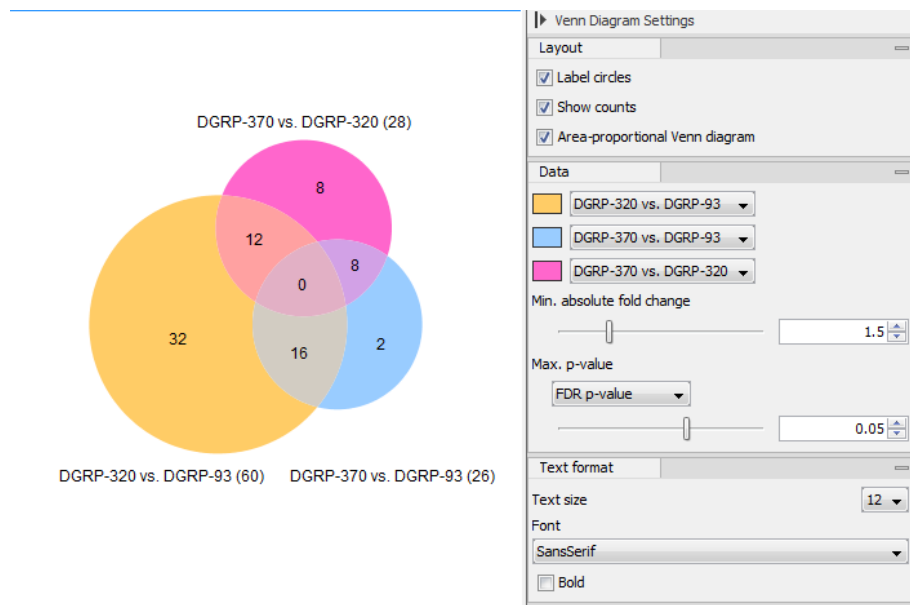 DGRP-370 vs. DGRP-320 (28)
8
12
8
0
32
16
2
DGRP-320 vs. DGRP-93 (60)
DGRP-370 vs. DGRP-93 (26)
Venn Diagram Settings
Layout
Label circles
Show counts
Area-proportional Venn diagram
Data
DGRP-320 vs. DGRP-93
DGRP-370 vs. DGRP-93
DGRP-370 vs. DGRP-320
Min. absolute fold change
1.5
Max. p-value
FDR p-value
0.05
Text format
Text size
12
Font
SansSerif
Bold